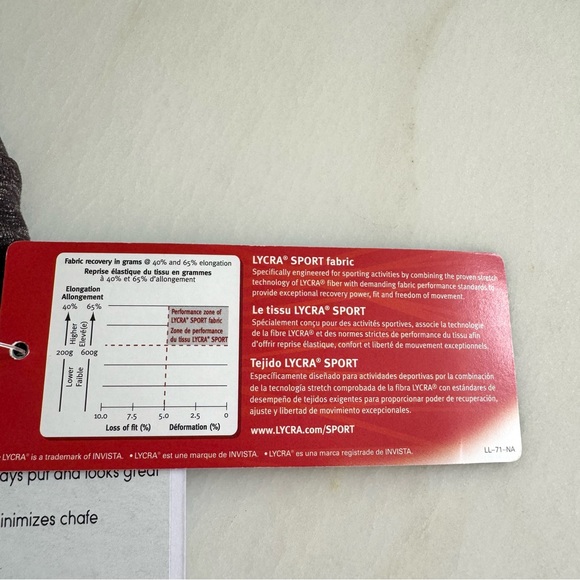 Fabric recovery in grams @ 40% and 65% elongation
Reprise élastique du tissu en grammes
à 40% et 65% d'allongement
Elongation
Allongement
40% 65%
Higher
Elevé(e)
200g 600g
Lower
Faible
Performance zone of
LYCRA® SPORT fabric
Zone de performance
du tissu LYCRA® SPORT
10.0 7.5 5.0 2.5 0
Loss of fit (%) Déformation (%)
LYCRA® SPORT fabric
Specifically engineered for sporting activities by combining the proven stretch
technology of LYCRA® fiber with demanding fabric performance standards to
provide exceptional recovery power, fit and freedom of movement.
Le tissu LYCRA® SPORT
Spécialement conçu pour des activités sportives, associe la technologie
de la fibre LYCRA® et des normes strictes de performance du tissu afin
d'offrir reprise élastique, confort et liberté de mouvement exceptionnels.
Tejido LYCRA® SPORT
Específicamente diseñado para actividades deportivas por la combinación
de la tecnología stretch comprobada de la fibra LYCRA® con estándares de
desempeño de tejidos exigentes para proporcionar poder de recuperación,
ajuste y libertad de movimiento excepcionales.
www.LYCRA.com/SPORT
LYCRA® is a trademark of INVISTA. • LYCRA® est une marque de INVISTA. • LYCRA® es una marca registrada de INVISTA.
LL-71-NA
ays put and looks great
inimizes chafe